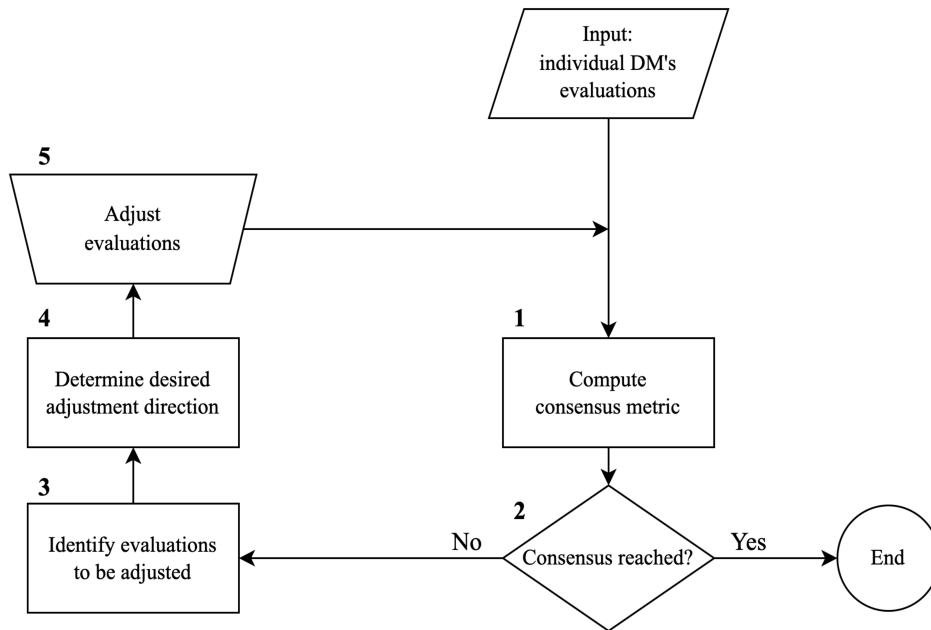 Input:
individual DM's
evaluations
5
Adjust
evaluations
4
Determine desired
adjustment direction
1
Compute
consensus metric
3
Identify evaluations
to be adjusted
2
Consensus reached?
No
Yes
End